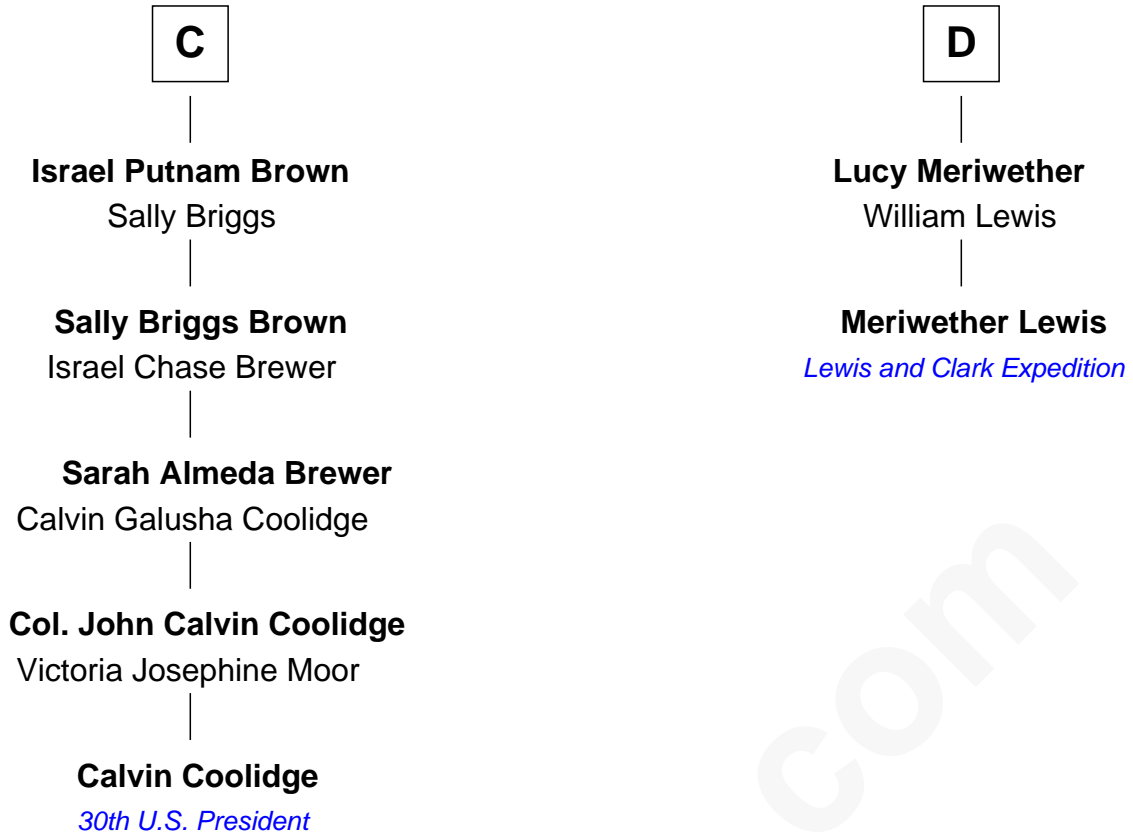 C
Israel Putnam Brown
Sally Briggs
Sally Briggs Brown
Israel Chase Brewer
Sarah Almeda Brewer
Calvin Galusha Coolidge
Col. John Calvin Coolidge
Victoria Josephine Moor
Calvin Coolidge
30th U.S. President
D
Lucy Meriwether
William Lewis
Meriwether Lewis
Lewis and Clark Expedition
com